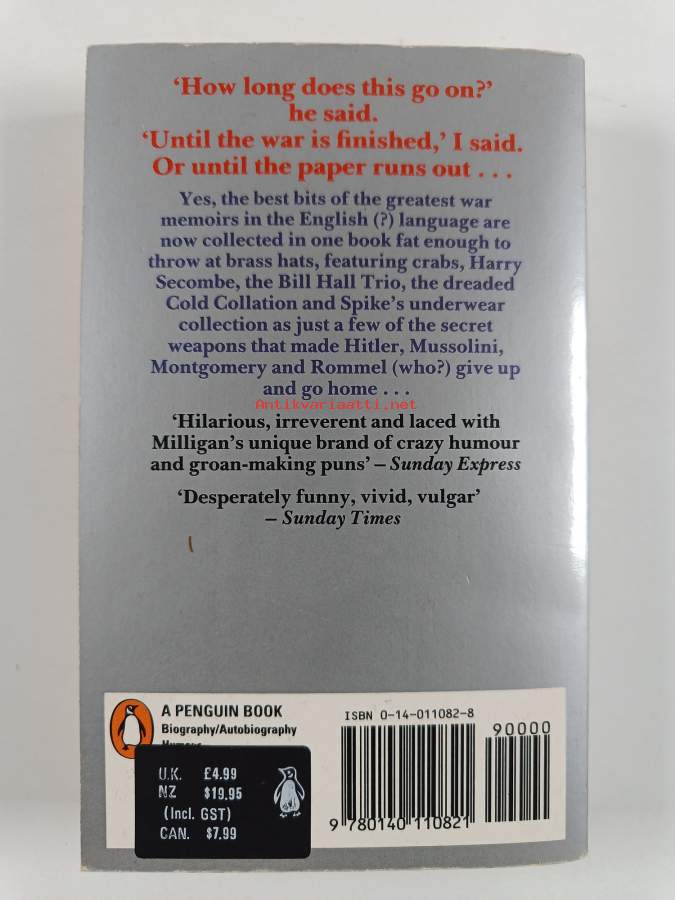 ‘How long does this go on?’
he said.
‘Until the war is finished,’ I said.
Or until the paper runs out . . .
Yes, the best bits of the greatest war
memoirs in the English (?) language are
now collected in one book fat enough to
throw at brass hats, featuring crabs, Harry
Secombe, the Bill Hall Trio, the dreaded
Cold Collation and Spike’s underwear
collection as just a few of the secret
weapons that made Hitler, Mussolini,
Montgomery and Rommel (who?) give up
and go home . . .
Antikvariaatti.net
‘Hilarious, irreverent and laced with
Milligan’s unique brand of crazy humour
and groan-making puns’ – Sunday Express
‘Desperately funny, vivid, vulgar’
– Sunday Times
A PENGUIN BOOK
Biography/Autobiography
U.K. £4.99
NZ $19.95
(Incl. GST)
CAN. $7.99
ISBN 0-14-011082-8
90000
9 780140 110821